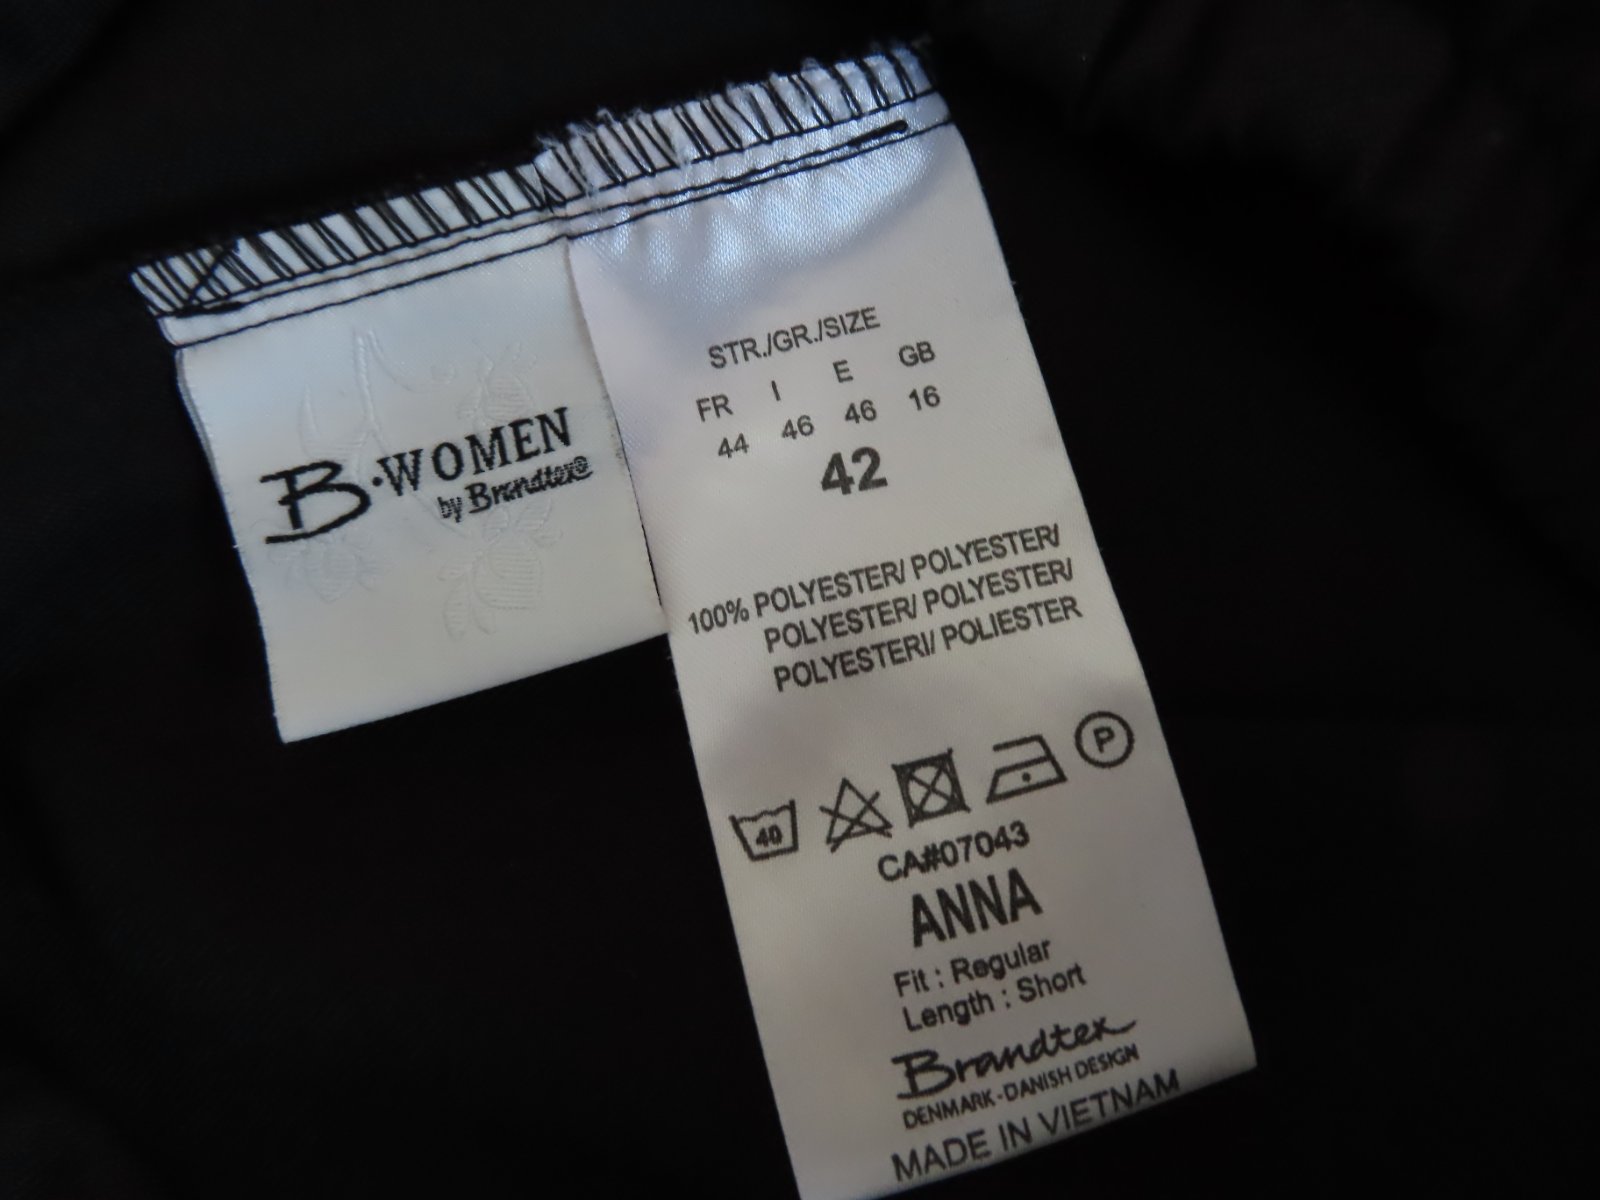 B·WOMEN
by Brandtex®
STR./GR./SIZE
FR I E GB
44 46 46 16
42
100% POLYESTER/ POLYESTER/
POLYESTER/ POLYESTER/
POLYESTERI/ POLIESTER
40
P
CA#07043
ANNA
Fit : Regular
Length : Short
Brandtex
DENMARK - DANISH DESIGN
MADE IN VIETNAM